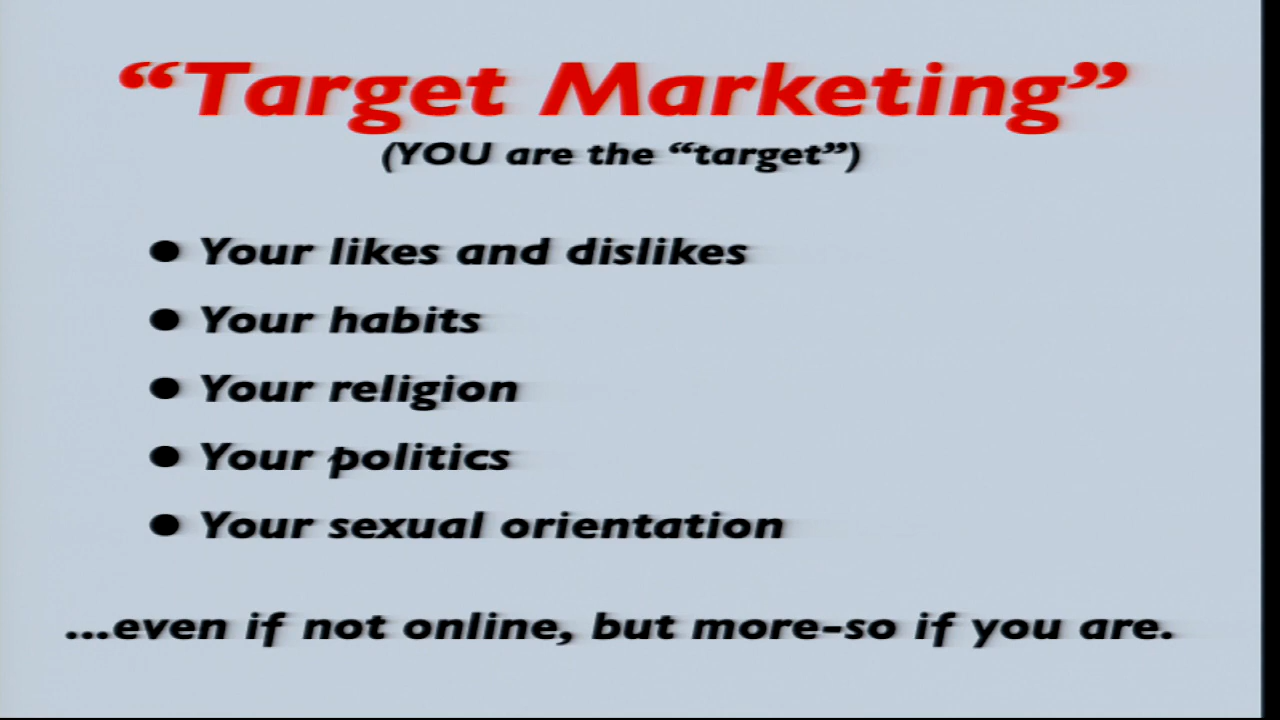 “Target Marketing”
(YOU are the “target”)
● Your likes and dislikes
● Your habits
● Your religion
● Your politics
● Your sexual orientation
...even if not online, but more-so if you are.